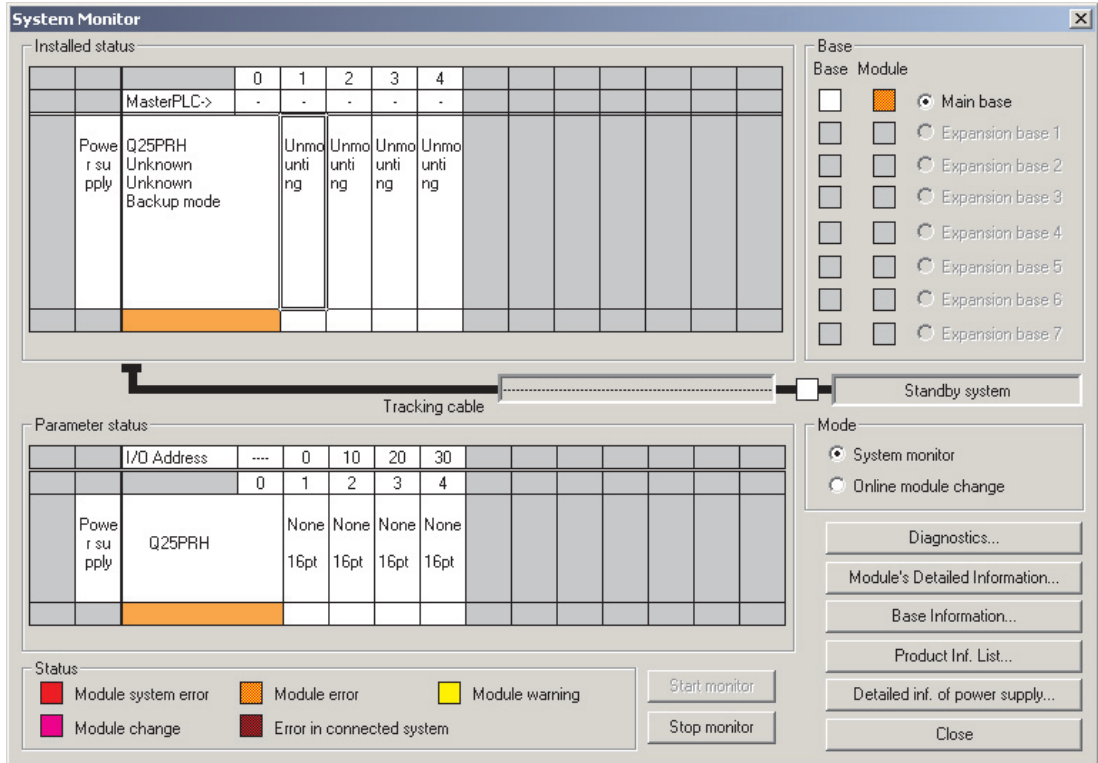 System Monitor
Installed status
0 1 2 3 4
MasterPLC-> - - - - -
Powe
r su
pply
Q25PRH
Unknown
Unknown
Backup mode
Unmo
unti
ng
Unmo
unti
ng
Unmo
unti
ng
Unmo
unti
ng
Base
Base Module
Main base
Expansion base 1
Expansion base 2
Expansion base 3
Expansion base 4
Expansion base 5
Expansion base 6
Expansion base 7
Tracking cable
Standby system
Parameter status
I/O Address ---- 0 10 20 30
0 1 2 3 4
Powe
r su
pply
Q25PRH
None None None None
16pt 16pt 16pt 16pt
Mode
System monitor
Online module change
Diagnostics...
Module's Detailed Information...
Base Information...
Product Inf. List...
Detailed inf. of power supply...
Close
Status
Module system error Module error Module warning
Module change Error in connected system
Start monitor
Stop monitor